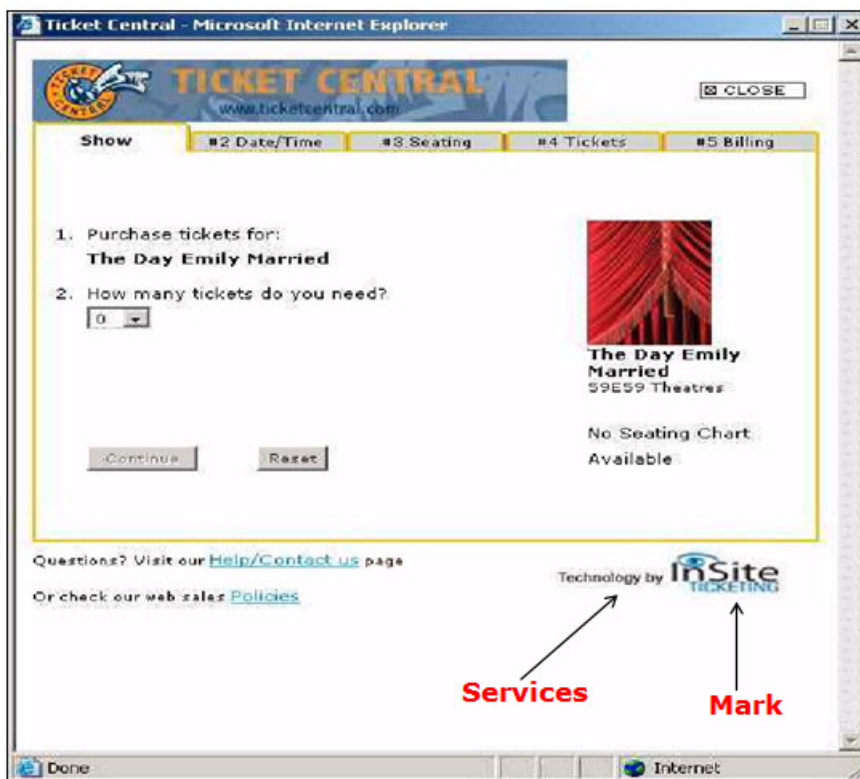 Ticket Central - Microsoft Internet Explorer
TICKET CENTRAL
TICKET CENTRAL
www.ticketcentral.com
CLOSE
Show #2 Date/Time #3 Seating #4 Tickets #5 Billing
1. Purchase tickets for:
The Day Emily Married
2. How many tickets do you need?
0
The Day Emily
Married
59E59 Theatres
No Seating Chart
Available
Continue Reset
Questions? Visit our Help/Contact us page
Or check our web sales Policies
Technology by InSite
TICKETING
Services
Mark
Done Internet